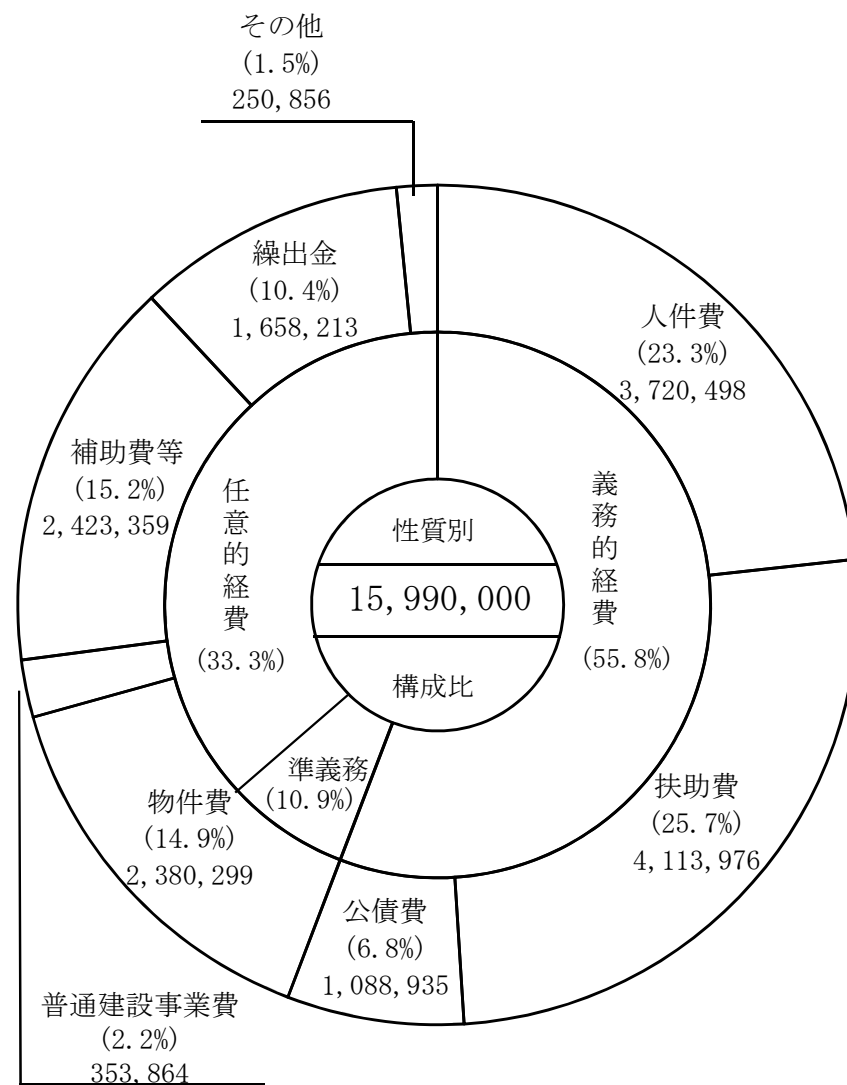 その他
(1.5%)
250,856
繰出金
(10.4%)
1,658,213
人件費
(23.3%)
3,720,498
補助費等
(15.2%)
2,423,359
任意的経費
(33.3%)
義務的経費
(55.8%)
性質別
15,990,000
構成比
準義務
(10.9%)
物件費
(14.9%)
2,380,299
扶助費
(25.7%)
4,113,976
公債費
(6.8%)
1,088,935
普通建設事業費
(2.2%)
353,864